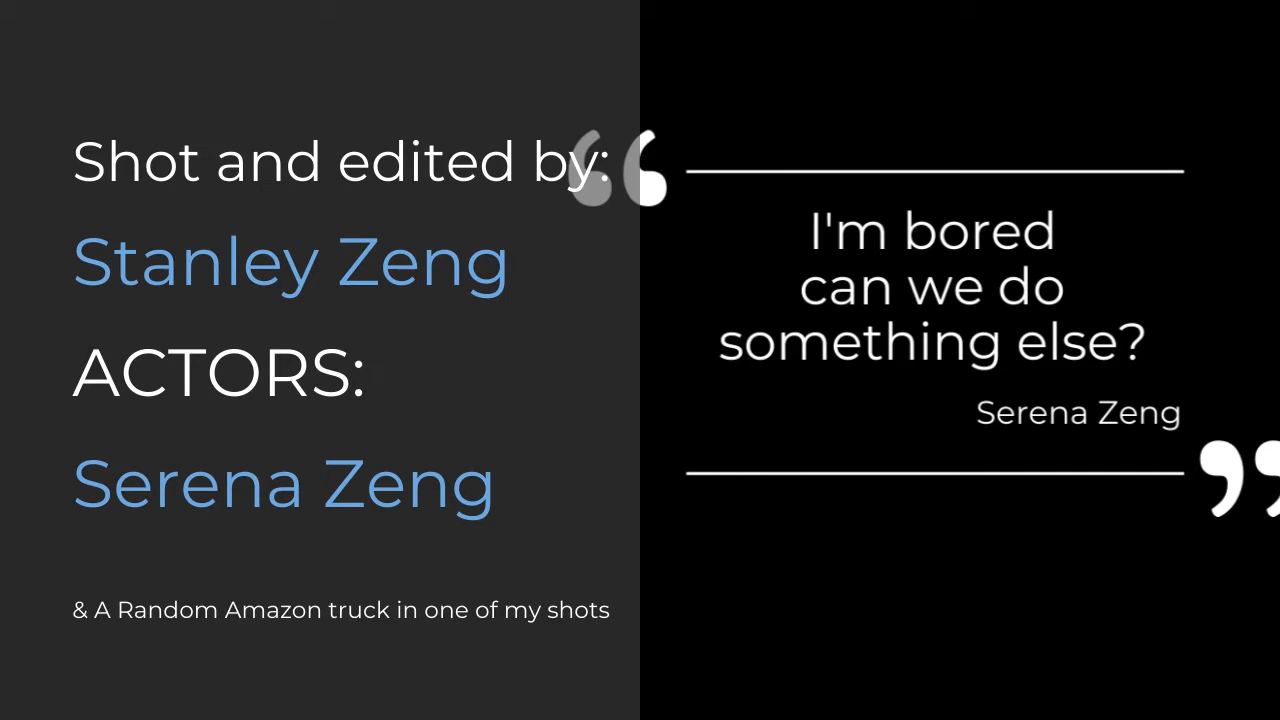 Shot and edited by:
Stanley Zeng
ACTORS:
Serena Zeng
& A Random Amazon truck in one of my shots
“
I'm bored
can we do
something else?
Serena Zeng
”